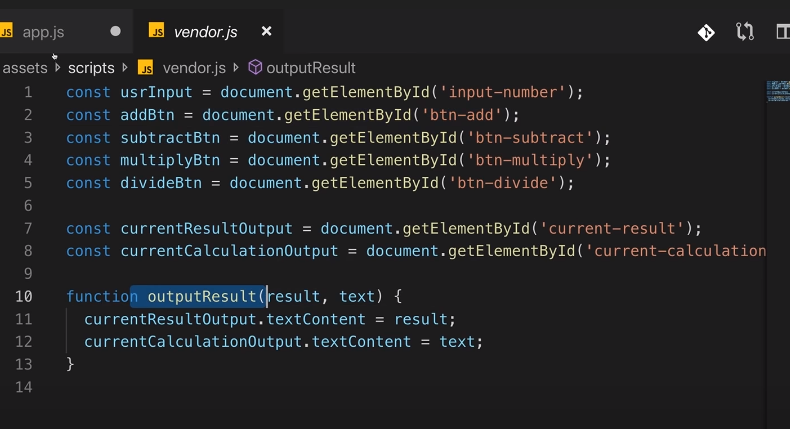 JS app.js ● JS vendor.js ×
assets scripts JS vendor.js outputResult
1 const usrInput = document.getElementById('input-number');
2 const addBtn = document.getElementById('btn-add');
3 const subtractBtn = document.getElementById('btn-subtract');
4 const multiplyBtn = document.getElementById('btn-multiply');
5 const divideBtn = document.getElementById('btn-divide');
6
7 const currentResultOutput = document.getElementById('current-result');
8 const currentCalculationOutput = document.getElementById('current-calculation
9
10 function outputResult(result, text) {
11 currentResultOutput.textContent = result;
12 currentCalculationOutput.textContent = text;
13 }
14